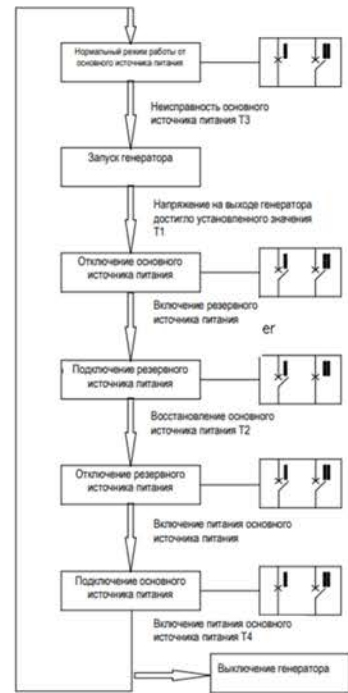 Нормальный режим работы от
основного источника питания
Неисправность основного
источника питания Т3
Запуск генератора
Напряжение на выходе генератора
достигло установленного значения
Т1
Отключение основного
источника питания
Включение резервного
источника питания
er
Подключение резервного
источника питания
Восстановление основного
источника питания Т2
Отключение резервного
источника питания
Включение питания основного
источника питания
Подключение основного
источника питания
Включение питания основного
источника питания Т4
Выключение генератора